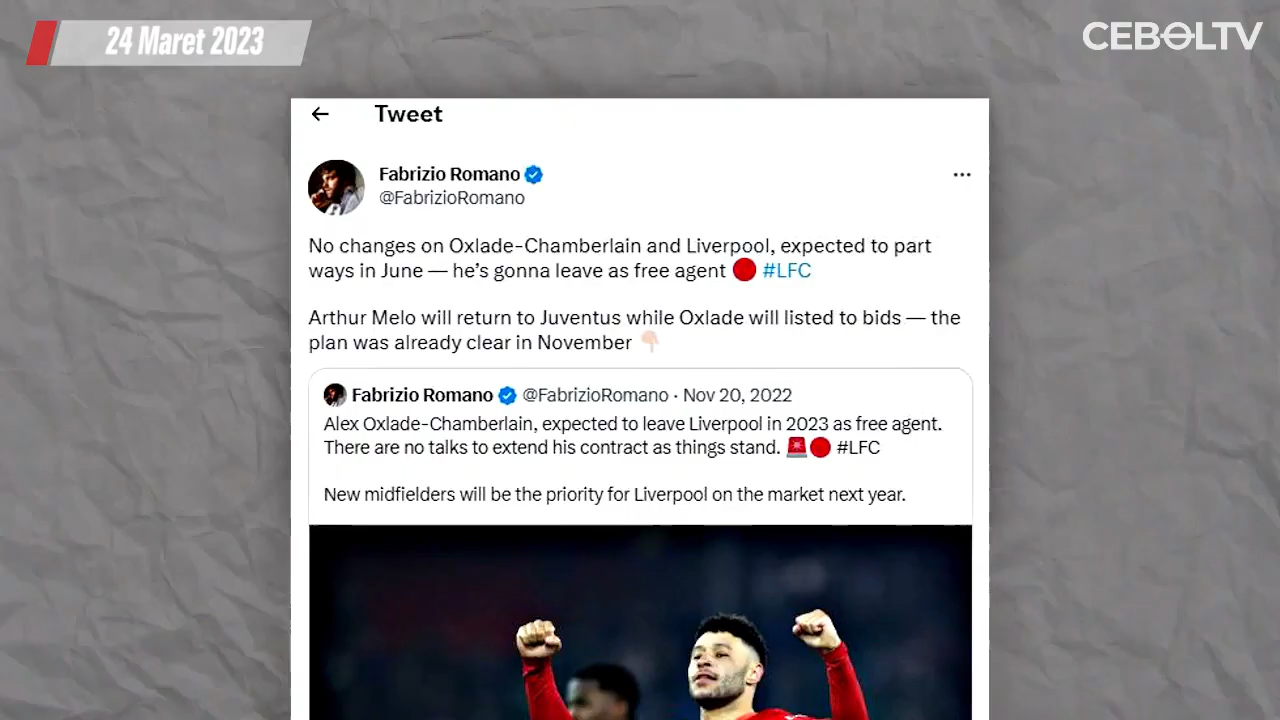 24 Maret 2023
CEBOLTV
Tweet
Fabrizio Romano
@FabrizioRomano
No changes on Oxlade-Chamberlain and Liverpool, expected to part
ways in June — he's gonna leave as free agent 🔴 #LFC
Arthur Melo will return to Juventus while Oxlade will listed to bids — the
plan was already clear in November 👇🏻
Fabrizio Romano @FabrizioRomano · Nov 20, 2022
Alex Oxlade-Chamberlain, expected to leave Liverpool in 2023 as free agent.
There are no talks to extend his contract as things stand. 🚨🔴 #LFC
New midfielders will be the priority for Liverpool on the market next year.